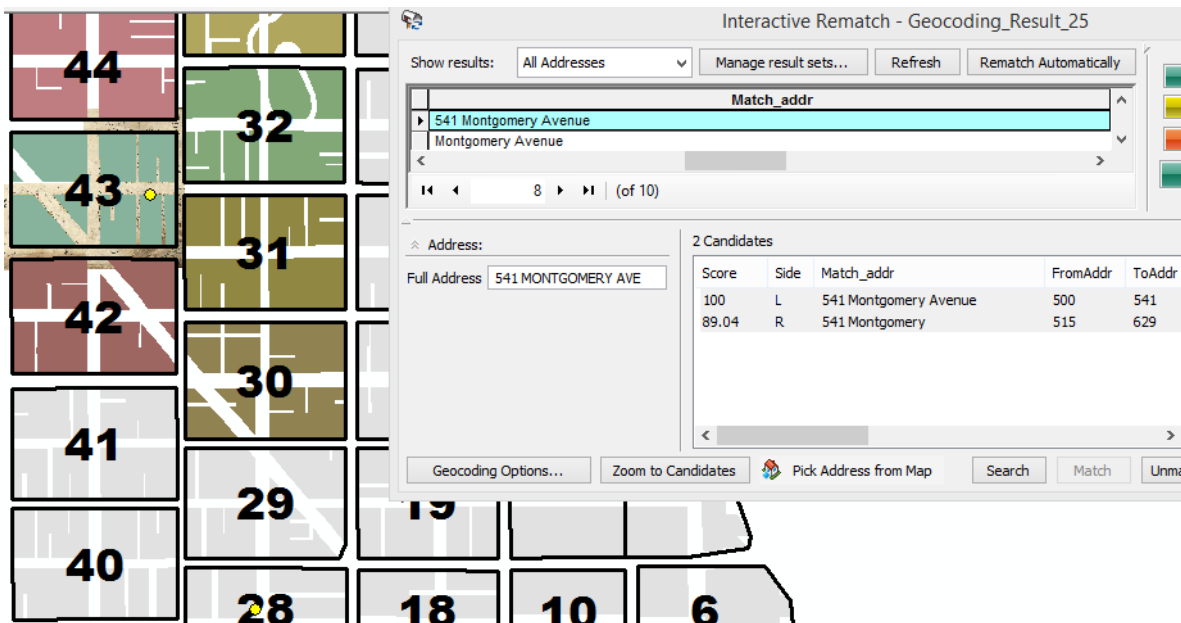 Interactive Rematch - Geocoding_Result_25
Show results: All Addresses Manage result sets... Refresh Rematch Automatically
Match_addr
541 Montgomery Avenue
Montgomery Avenue
8 (of 10)
Address:
Full Address 541 MONTGOMERY AVE
2 Candidates
Score Side Match_addr FromAddr ToAddr
100 L 541 Montgomery Avenue 500 541
89.04 R 541 Montgomery 515 629
Geocoding Options... Zoom to Candidates Pick Address from Map Search Match Unma
44
32
43
31
42
30
41
29 19
40
28 18 10 6